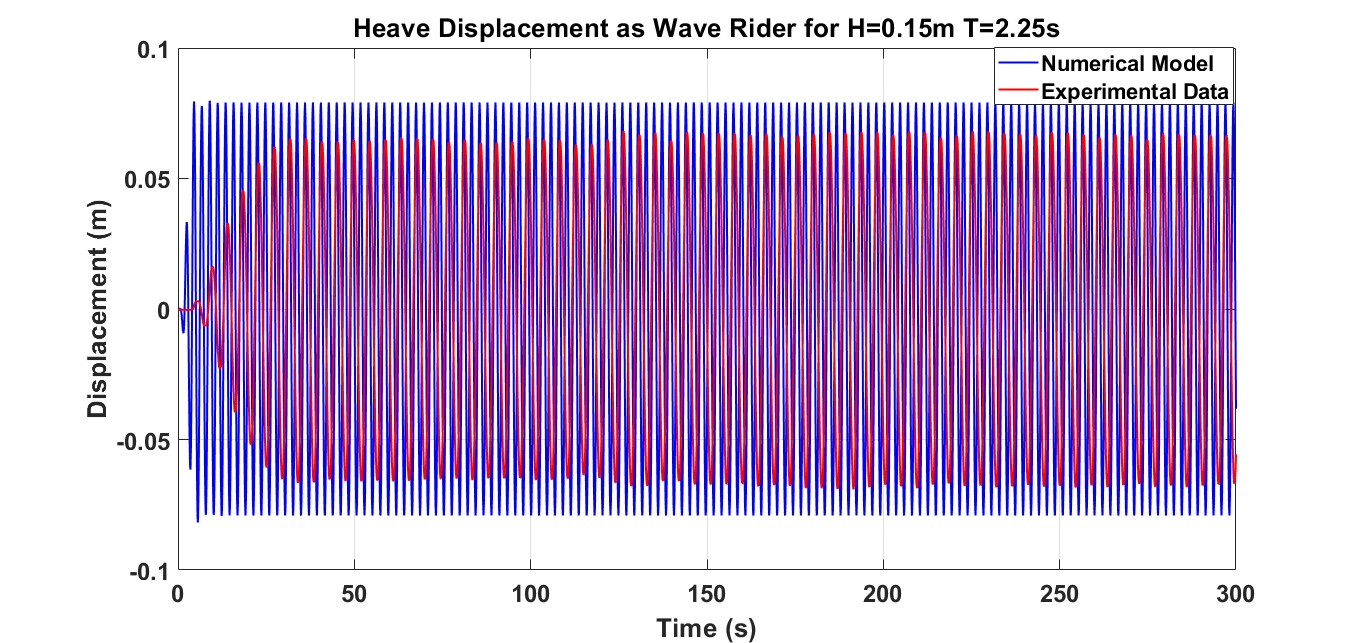 Heave Displacement as Wave Rider for H=0.15m T=2.25s
Numerical Model
Experimental Data
0.1
0.05
0
-0.05
-0.1
Displacement (m)
0 50 100 150 200 250 300
Time (s)